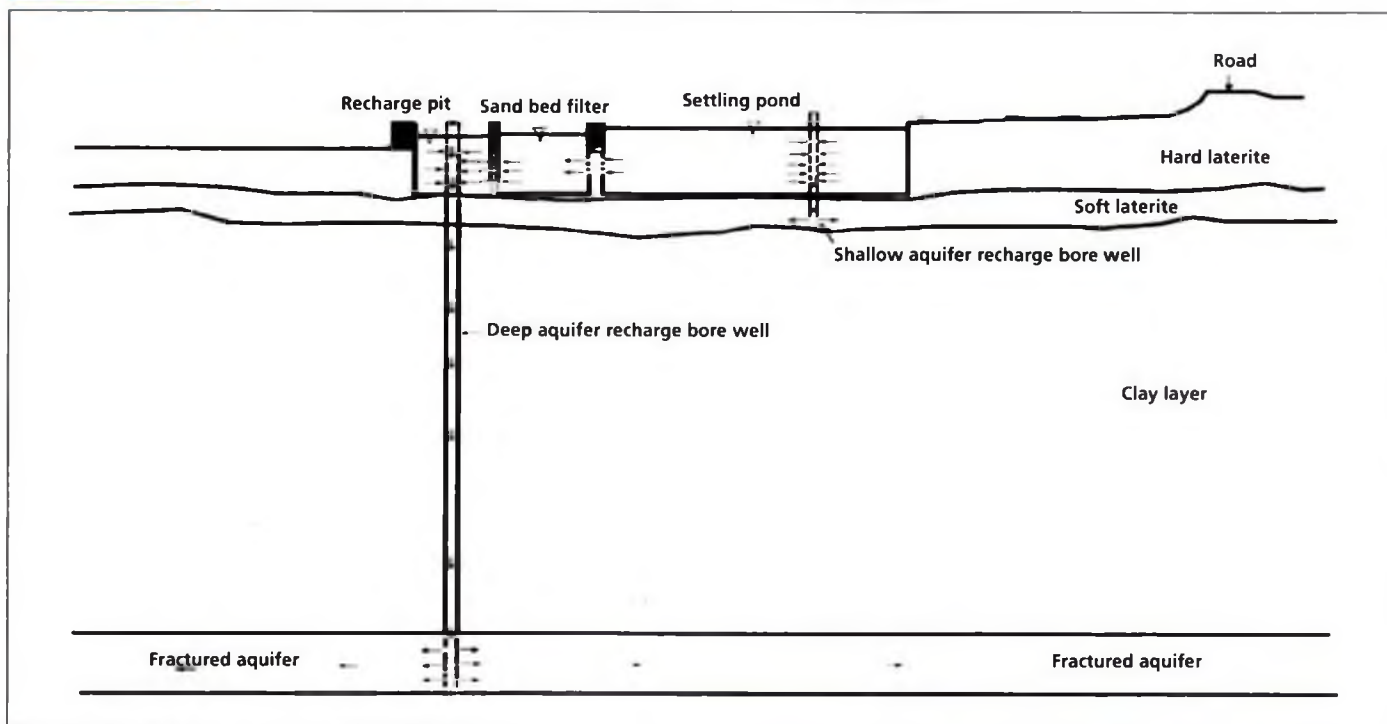 Road
Recharge pit
Sand bed filter
Settling pond
Hard laterite
Soft laterite
Shallow aquifer recharge bore well
Deep aquifer recharge bore well
Clay layer
Fractured aquifer
Fractured aquifer